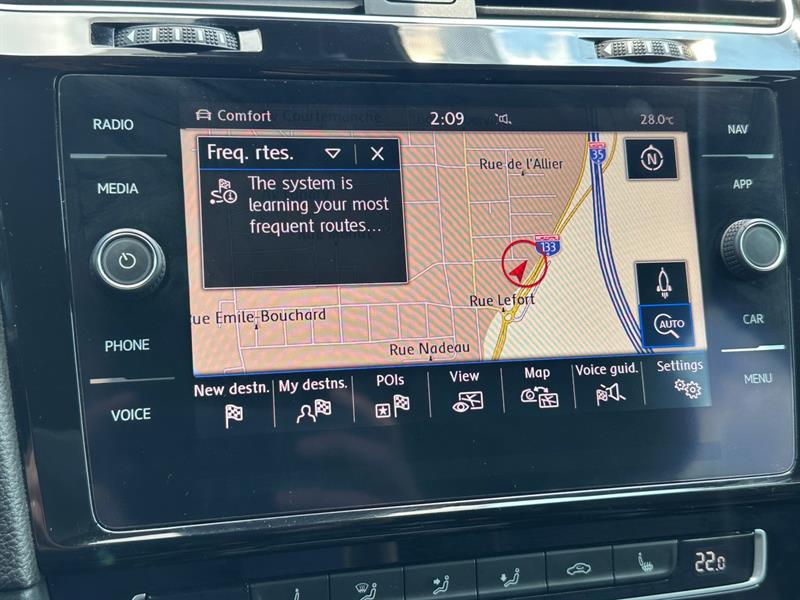 RADIO
MEDIA
PHONE
VOICE
Comfort
2:09
28.0°C
Freq. rtes.
The system is
learning your most
frequent routes...
Rue de l'Allier
35
N
133
Rue Lefort
ue Emile-Bouchard
Rue Nadeau
AUTO
New destn.
My destns.
POIs
View
Map
Voice guid.
Settings
NAV
APP
CAR
MENU
22.0